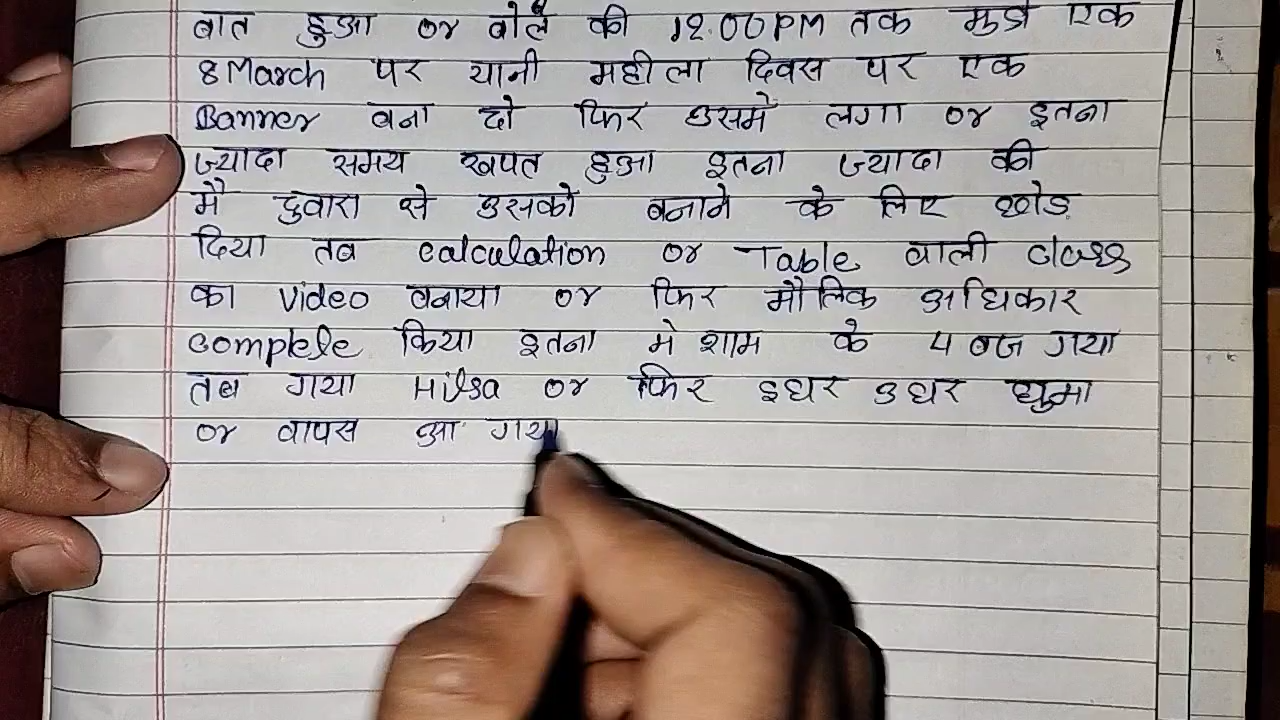 बात हुआ or बोले की 12.00PM तक मुझे एक
8 March पर यानी महीला दिवस पर एक
Banner बना दो फिर उसमे लगा or इतना
ज्यादा समय खपत हुआ इतना ज्यादा की
मै दुवारा से उसको बनाने के लिए छोड़
दिया तब calculation or Table वाली class
का video बनाया or फिर मौलिक अधिकार
complete किया इतना मे शाम के 4 बज गया
तब गया Hilsa or फिर इधर उधर घुमा
or वापस आ गया